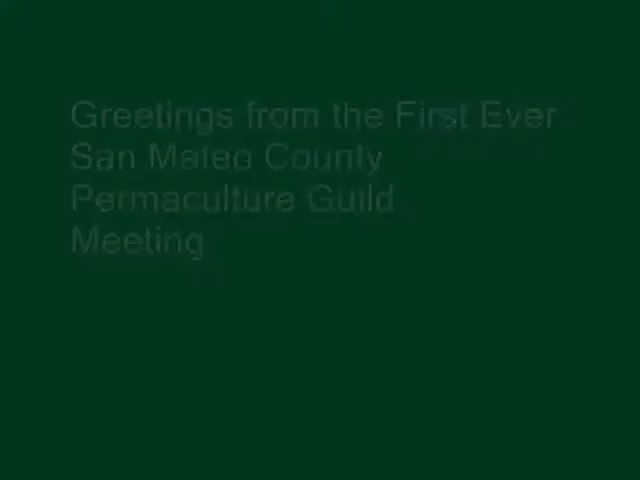 Greetings from the First Ever
San Mateo County
Permaculture Guild
Meeting